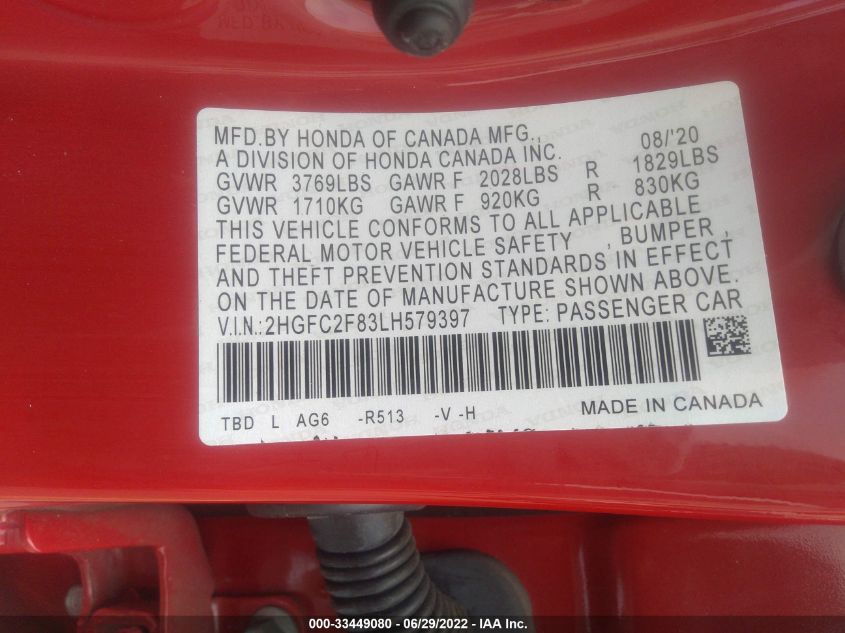 MFD.BY HONDA OF CANADA MFG., 08/'20
A DIVISION OF HONDA CANADA INC.
GVWR 3769LBS GAWR F 2028LBS R 1829LBS
GVWR 1710KG GAWR F 920KG R 830KG
THIS VEHICLE CONFORMS TO ALL APPLICABLE
FEDERAL MOTOR VEHICLE SAFETY , BUMPER ,
AND THEFT PREVENTION STANDARDS IN EFFECT
ON THE DATE OF MANUFACTURE SHOWN ABOVE.
V.I.N.:2HGFC2F83LH579397 TYPE: PASSENGER CAR
TBD L AG6 -R513 -V -H MADE IN CANADA
000-33449080 - 06/29/2022 - IAA Inc.